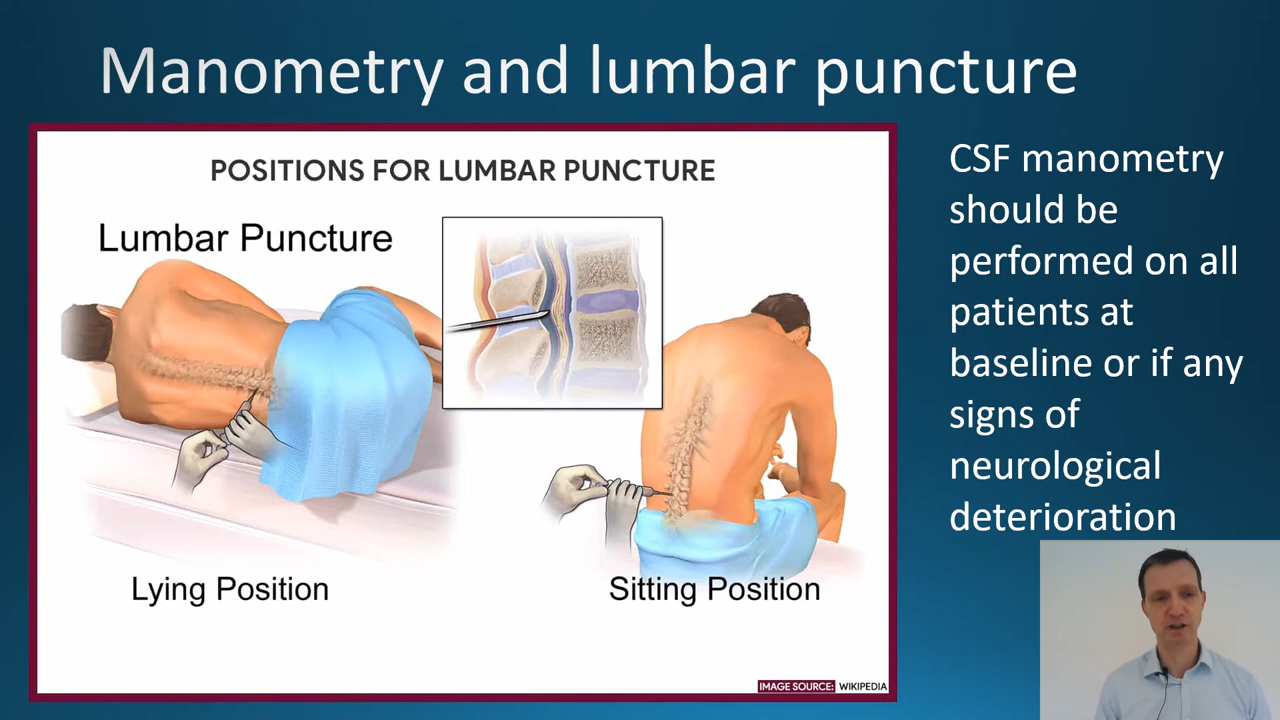 Manometry and lumbar puncture
POSITIONS FOR LUMBAR PUNCTURE
Lumbar Puncture
Lying Position
Sitting Position
IMAGE SOURCE: WIKIPEDIA
CSF manometry
should be
performed on all
patients at
baseline or if any
signs of
neurological
deterioration